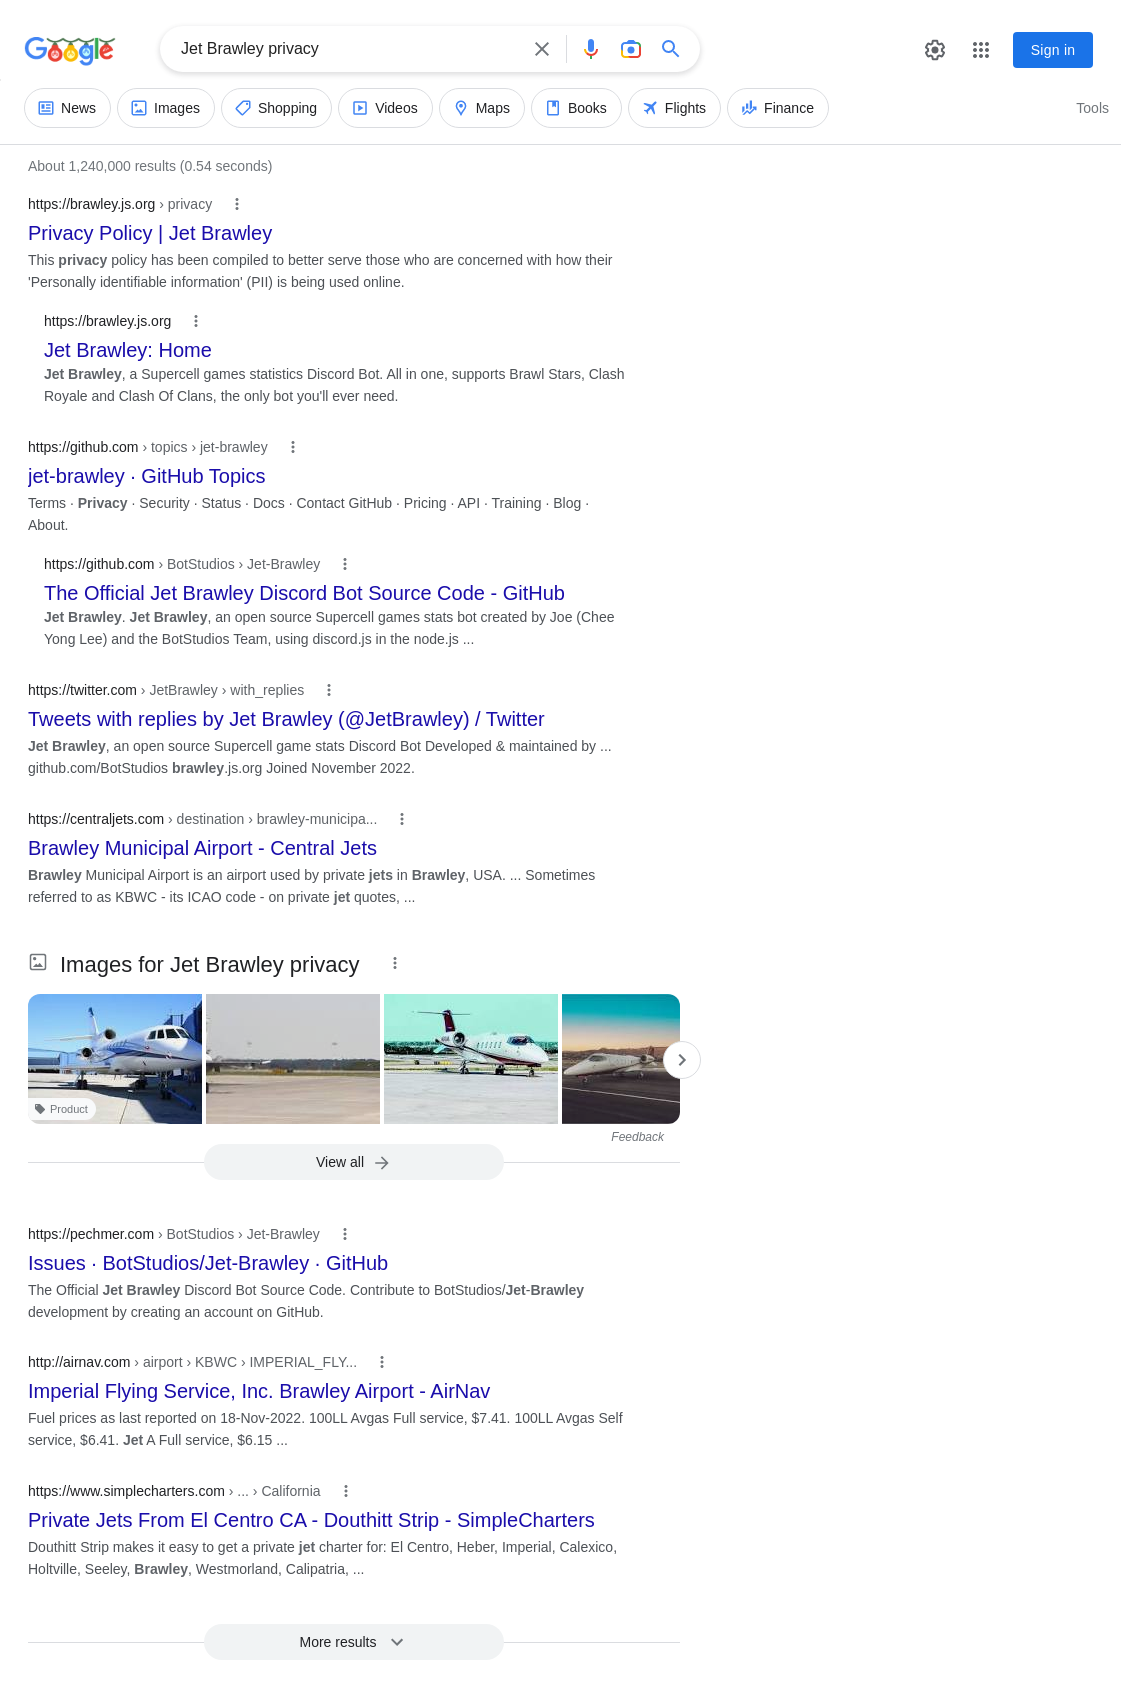 Google
Jet Brawley privacy
Sign in
News
Images
Shopping
Videos
Maps
Books
Flights
Finance
Tools
About 1,240,000 results (0.54 seconds)
https://brawley.js.org › privacy
Privacy Policy | Jet Brawley
This privacy policy has been compiled to better serve those who are concerned with how their
'Personally identifiable information' (PII) is being used online.
https://brawley.js.org
Jet Brawley: Home
Jet Brawley, a Supercell games statistics Discord Bot. All in one, supports Brawl Stars, Clash
Royale and Clash Of Clans, the only bot you'll ever need.
https://github.com › topics › jet-brawley
jet-brawley · GitHub Topics
Terms · Privacy · Security · Status · Docs · Contact GitHub · Pricing · API · Training · Blog ·
About.
https://github.com › BotStudios › Jet-Brawley
The Official Jet Brawley Discord Bot Source Code - GitHub
Jet Brawley. Jet Brawley, an open source Supercell games stats bot created by Joe (Chee
Yong Lee) and the BotStudios Team, using discord.js in the node.js ...
https://twitter.com › JetBrawley › with_replies
Tweets with replies by Jet Brawley (@JetBrawley) / Twitter
Jet Brawley, an open source Supercell game stats Discord Bot Developed & maintained by ...
github.com/BotStudios brawley.js.org Joined November 2022.
https://centraljets.com › destination › brawley-municipa...
Brawley Municipal Airport - Central Jets
Brawley Municipal Airport is an airport used by private jets in Brawley, USA. ... Sometimes
referred to as KBWC - its ICAO code - on private jet quotes, ...
Images for Jet Brawley privacy
Product
Feedback
View all
https://pechmer.com › BotStudios › Jet-Brawley
Issues · BotStudios/Jet-Brawley · GitHub
The Official Jet Brawley Discord Bot Source Code. Contribute to BotStudios/Jet-Brawley
development by creating an account on GitHub.
http://airnav.com › airport › KBWC › IMPERIAL_FLY...
Imperial Flying Service, Inc. Brawley Airport - AirNav
Fuel prices as last reported on 18-Nov-2022. 100LL Avgas Full service, $7.41. 100LL Avgas Self
service, $6.41. Jet A Full service, $6.15 ...
https://www.simplecharters.com › ... › California
Private Jets From El Centro CA - Douthitt Strip - SimpleCharters
Douthitt Strip makes it easy to get a private jet charter for: El Centro, Heber, Imperial, Calexico,
Holtville, Seeley, Brawley, Westmorland, Calipatria, ...
More results